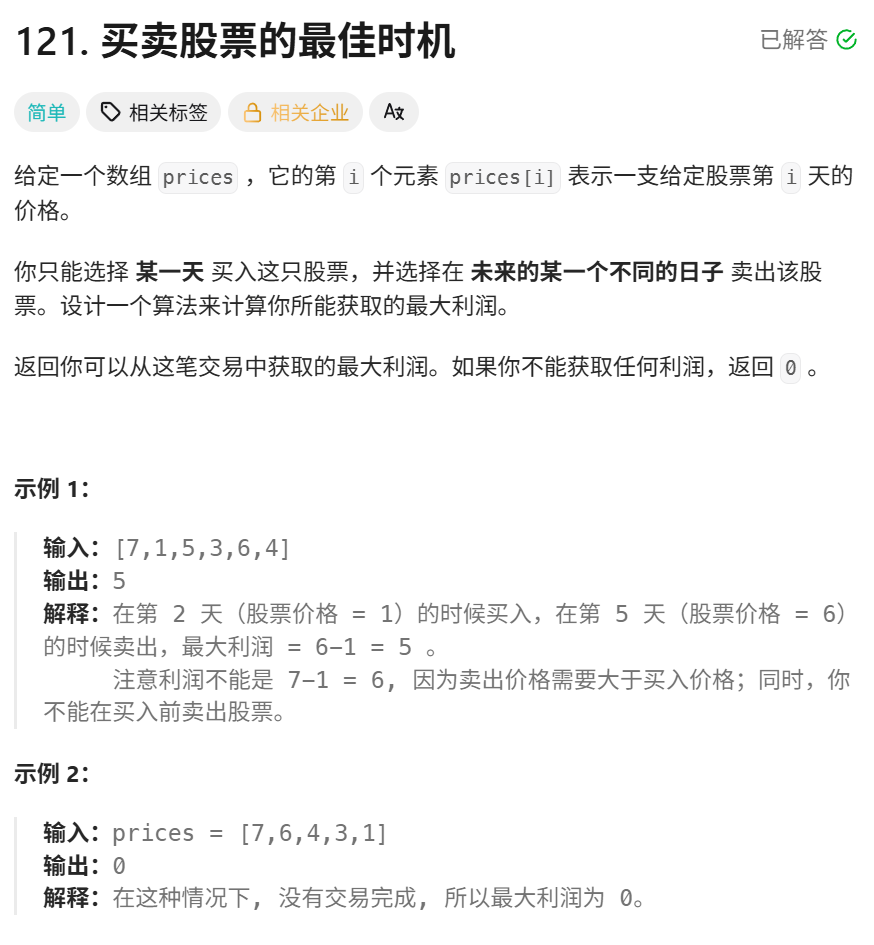 121. 买卖股票的最佳时机
已解答
简单
相关标签
相关企业
给定一个数组 prices ，它的第 i 个元素 prices[i] 表示一支给定股票第 i 天的
价格。
你只能选择 某一天 买入这只股票，并选择在 未来的某一个不同的日子 卖出该股
票。设计一个算法来计算你所能获取的最大利润。
返回你可以从这笔交易中获取的最大利润。如果你不能获取任何利润，返回 0 。
示例 1：
输入：[7,1,5,3,6,4]
输出：5
解释：在第 2 天（股票价格 = 1）的时候买入，在第 5 天（股票价格 = 6）
的时候卖出，最大利润 = 6-1 = 5 。
注意利润不能是 7-1 = 6, 因为卖出价格需要大于买入价格；同时，你
不能在买入前卖出股票。
示例 2：
输入：prices = [7,6,4,3,1]
输出：0
解释：在这种情况下, 没有交易完成, 所以最大利润为 0。